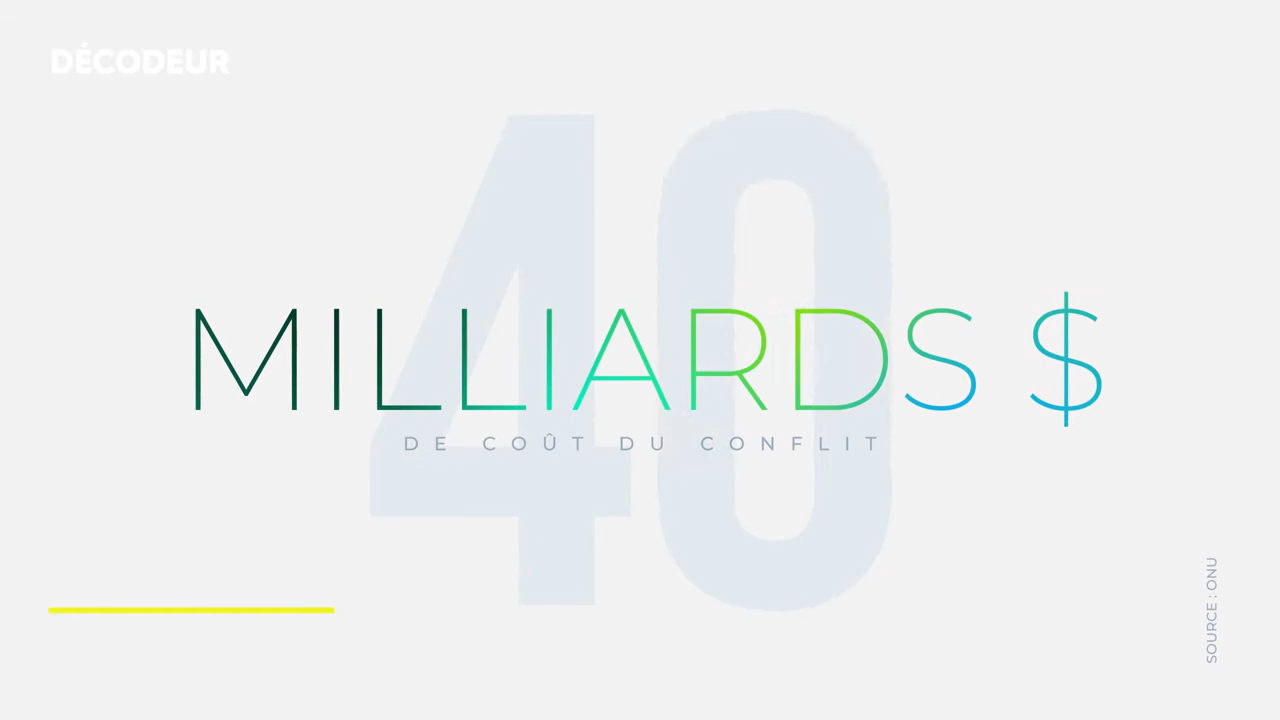 DÉCODEUR
40
MILLIARDS $
DE COÛT DU CONFLIT
SOURCE : ONU